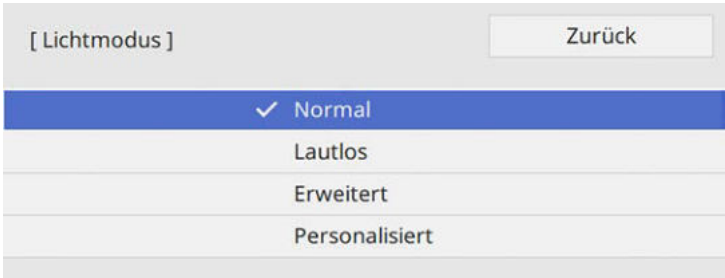 [ Lichtmodus ]
Zurück
Normal
Lautlos
Erweitert
Personalisiert